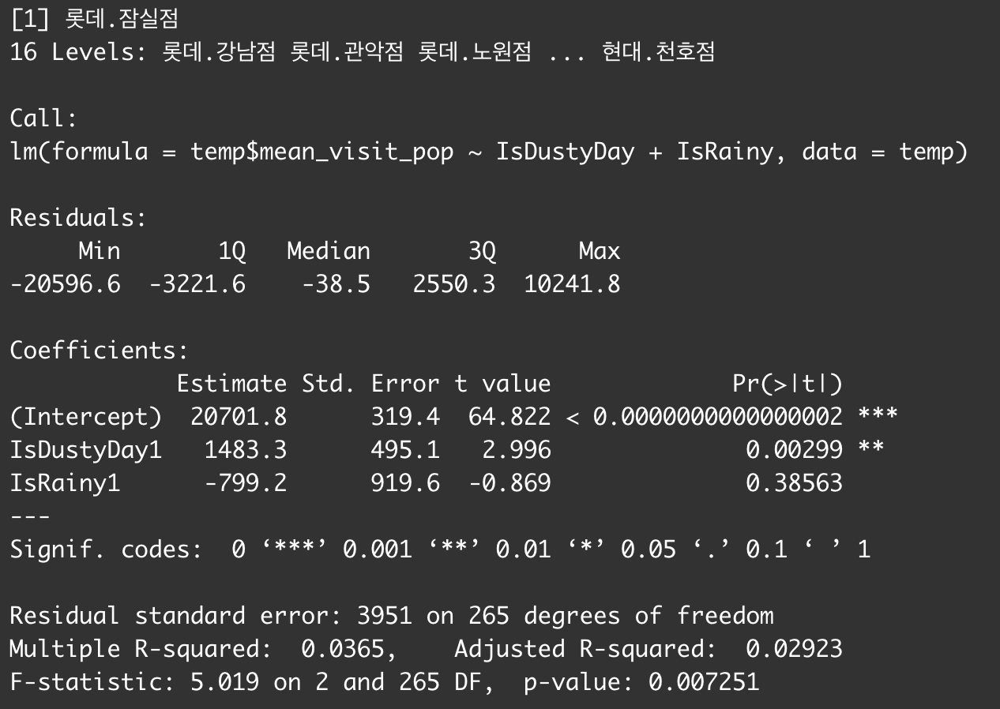 [1] 롯데.잠실점
16 Levels: 롯데.강남점 롯데.관악점 롯데.노원점 ... 현대.천호점
Call:
lm(formula = temp$mean_visit_pop ~ IsDustyDay + IsRainy, data = temp)
Residuals:
Min 1Q Median 3Q Max
-20596.6 -3221.6 -38.5 2550.3 10241.8
Coefficients:
Estimate Std. Error t value Pr(>|t|)
(Intercept) 20701.8 319.4 64.822 < 0.0000000000000002 ***
IsDustyDay1 1483.3 495.1 2.996 0.00299 **
IsRainy1 -799.2 919.6 -0.869 0.38563
---
Signif. codes: 0 ‘***’ 0.001 ‘**’ 0.01 ‘*’ 0.05 ‘.’ 0.1 ‘ ’ 1
Residual standard error: 3951 on 265 degrees of freedom
Multiple R-squared: 0.0365, Adjusted R-squared: 0.02923
F-statistic: 5.019 on 2 and 265 DF, p-value: 0.007251